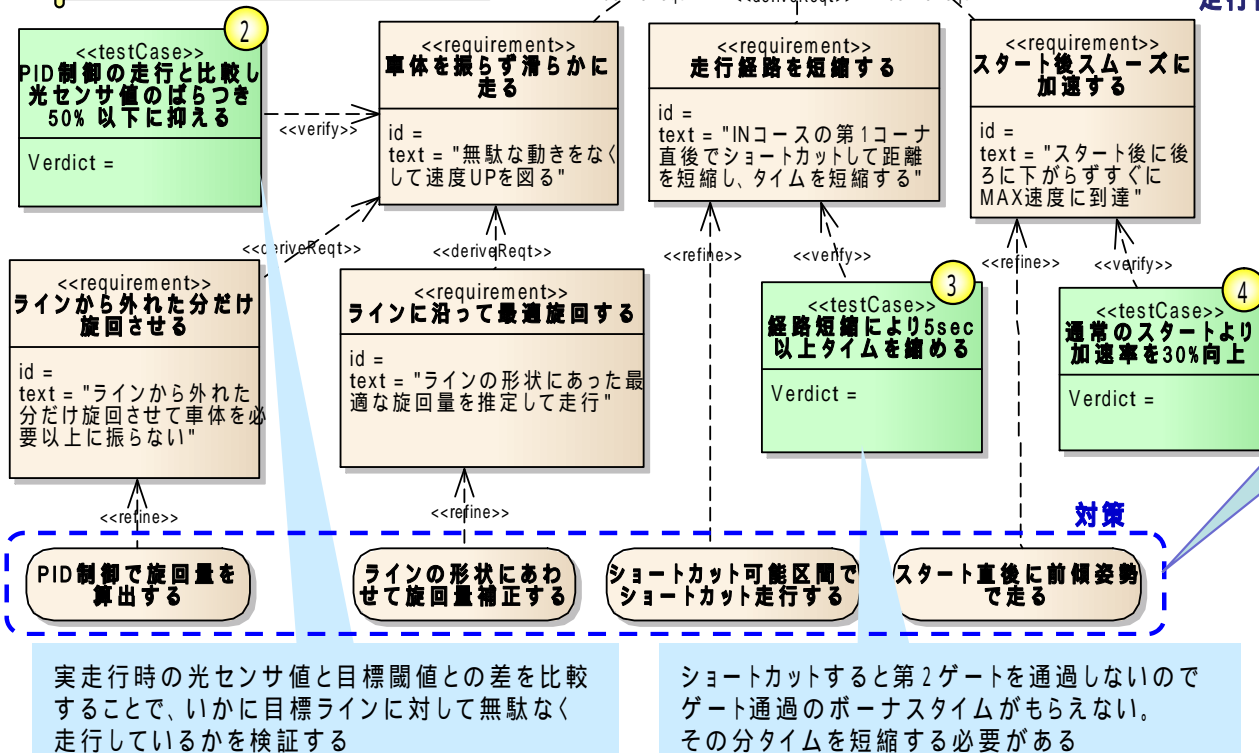 2
<<testCase>>
PID制御の走行と比較し
光センサ値のばらつき
50% 以下に抑える
Verdict =
<<verify>>
<<requirement>>
車体を振らず滑らかに
走る
id =
text = "無駄な動きをなく
して速度UPを図る"
<<requirement>>
走行経路を短縮する
id =
text = "INコースの第1コーナ
直後でショートカットして距離
を短縮し、タイムを短縮する"
<<requirement>>
スタート後スムーズに
加速する
id =
text = "スタート後に後
ろに下がらずすぐに
MAX速度に到達"
<<deriveReqt>>
<<deriveReqt>>
<<refine>>
<<verify>>
<<refine>>
<<verify>>
<<requirement>>
ラインから外れた分だけ
旋回させる
id =
text = "ラインから外れた
分だけ旋回させて車体を必
要以上に振らない"
<<requirement>>
ラインに沿って最適旋回する
id =
text = "ラインの形状にあった最
適な旋回量を推定して走行"
3
<<testCase>>
経路短縮により5sec
以上タイムを縮める
Verdict =
4
<<testCase>>
通常のスタートより
加速率を30%向上
Verdict =
<<refine>>
<<refine>>
対策
PID制御で旋回量を
算出する
ラインの形状にあわ
せて旋回量補正する
ショートカット可能区間で
ショートカット走行する
スタート直後に前傾姿勢
で走る
実走行時の光センサ値と目標閾値との差を比較
することで、いかに目標ラインに対して無駄なく
走行しているかを検証する
ショートカットすると第2ゲートを通過しないので
ゲート通過のボーナスタイムがもらえない。
その分タイムを短縮する必要がある